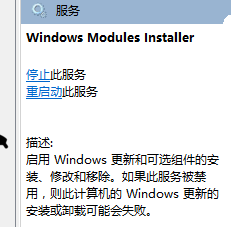 服务
Windows Modules Installer
停止此服务
重启动此服务
描述:
启用 Windows 更新和可选组件的安
装、修改和移除。如果此服务被禁
用，则此计算机的 Windows 更新的
安装或卸载可能会失败。